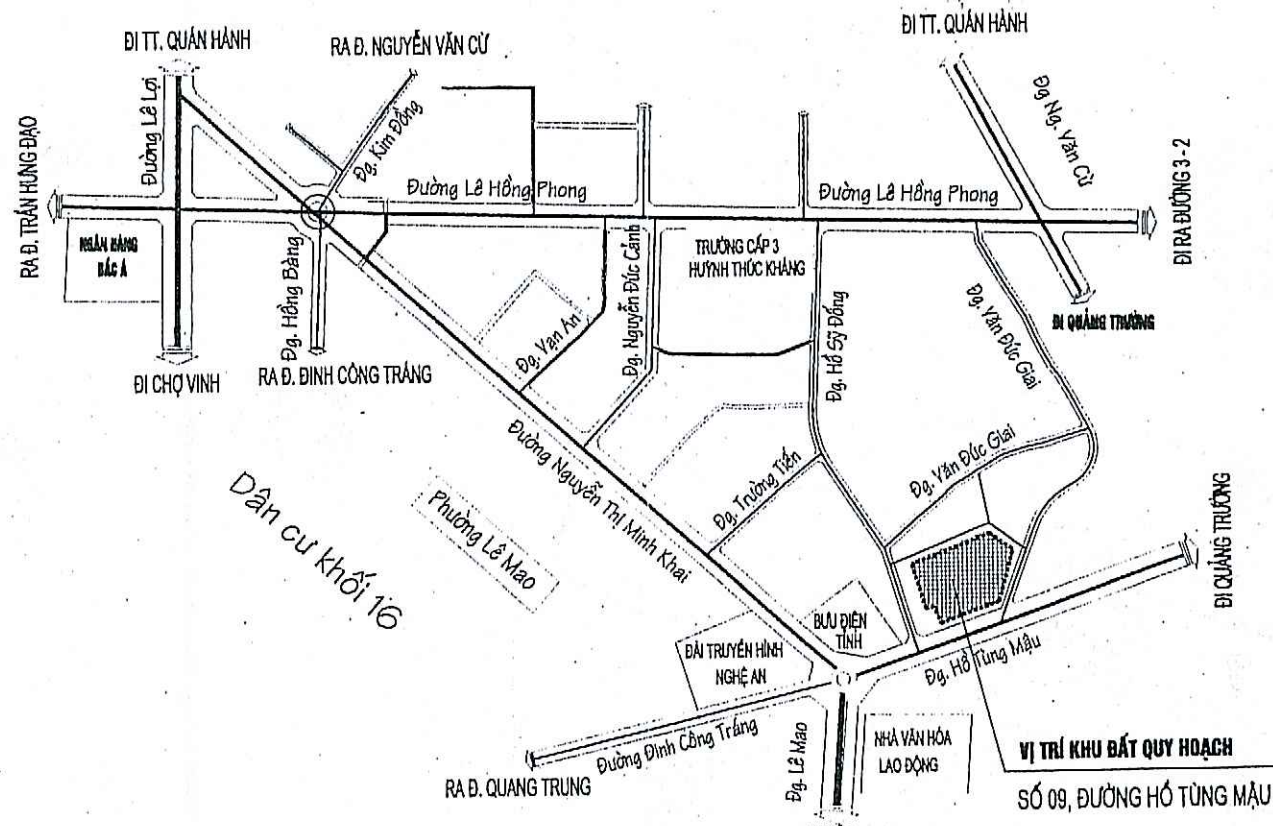 ĐI TT. QUÁN HÀNH
RA Đ. NGUYỄN VĂN CỪ
ĐI TT. QUÁN HÀNH
Đường Lê Lợi
Đg. Kim Đồng
Đg Ng. Văn Cừ
RA Đ. TRẦN HƯNG ĐẠO
Đường Lê Hồng Phong
Đường Lê Hồng Phong
ĐI RA ĐƯỜNG 3-2
NGÂN HÀNG
BẮC Á
Đg. Hồng Bàng
Đg. Nguyễn Đức Cảnh
TRƯỜNG CẤP 3
HUỲNH THÚC KHÁNG
Đg. Hồ Sỹ Đống
Đg. Văn Đức Giai
ĐI QUẢNG TRƯỜNG
Đg. Vạn An
ĐI CHỢ VINH
RA Đ. ĐINH CÔNG TRÁNG
Đường Nguyễn Thị Minh Khai
Đg. Trường Tiến
Đg. Văn Đức Giai
Dân cư khối 16
Phường Lê Mao
ĐI QUẢNG TRƯỜNG
BƯU ĐIỆN
TỈNH
ĐÀI TRUYỀN HÌNH
NGHỆ AN
Đg. Hồ Tùng Mậu
Đường Đinh Công Tráng
RA Đ. QUANG TRUNG
Đg. Lê Mao
NHÀ VĂN HÓA
LAO ĐỘNG
VỊ TRÍ KHU ĐẤT QUY HOẠCH
SỐ 09, ĐƯỜNG HỒ TÙNG MẬU